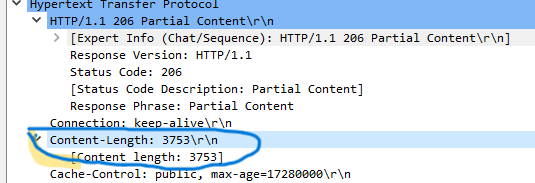 Hypertext Transfer Protocol
HTTP/1.1 206 Partial Content\r\n
[Expert Info (Chat/Sequence): HTTP/1.1 206 Partial Content\r\n]
Response Version: HTTP/1.1
Status Code: 206
[Status Code Description: Partial Content]
Response Phrase: Partial Content
Connection: keep-alive\r\n
Content-Length: 3753\r\n
[Content length: 3753]
Cache-Control: public, max-age=17280000\r\n